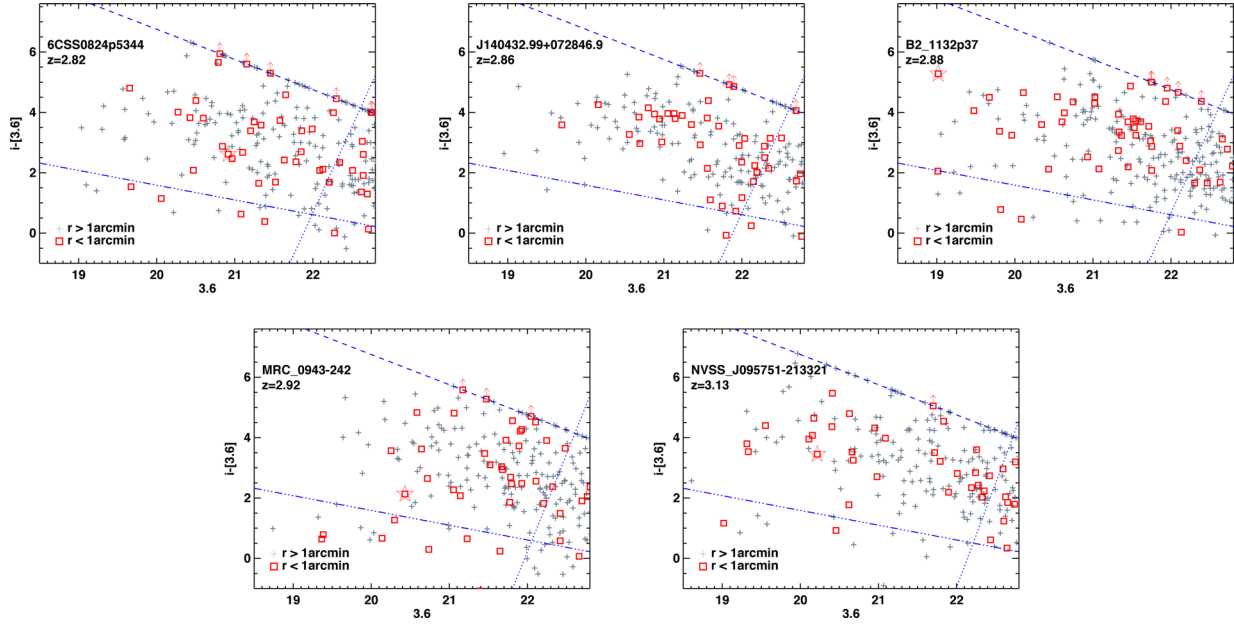 6CSS0824p5344
z=2.82
i-[3.6]
6
4
2
0
+ r > 1arcmin
□ r < 1arcmin
19 20 21 22
3.6
J140432.99+072846.9
z=2.86
i-[3.6]
6
4
2
0
+ r > 1arcmin
□ r < 1arcmin
19 20 21 22
3.6
B2_1132p37
z=2.88
i-[3.6]
6
4
2
0
+ r > 1arcmin
□ r < 1arcmin
19 20 21 22
3.6
MRC_0943-242
z=2.92
i-[3.6]
6
4
2
0
+ r > 1arcmin
□ r < 1arcmin
19 20 21 22
3.6
NVSS_J095751-213321
z=3.13
i-[3.6]
6
4
2
0
+ r > 1arcmin
□ r < 1arcmin
19 20 21 22
3.6